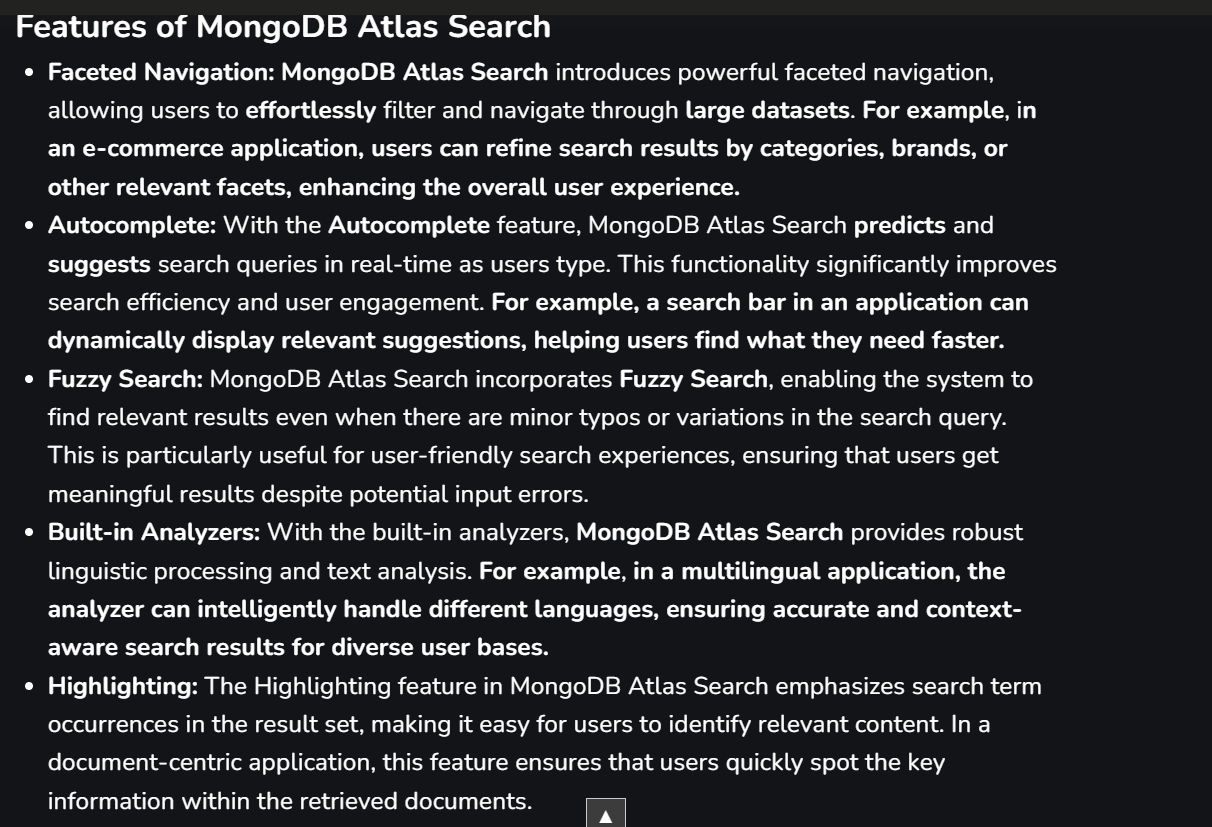 Features of MongoDB Atlas Search
• Faceted Navigation: MongoDB Atlas Search introduces powerful faceted navigation,
allowing users to effortlessly filter and navigate through large datasets. For example, in
an e-commerce application, users can refine search results by categories, brands, or
other relevant facets, enhancing the overall user experience.
• Autocomplete: With the Autocomplete feature, MongoDB Atlas Search predicts and
suggests search queries in real-time as users type. This functionality significantly improves
search efficiency and user engagement. For example, a search bar in an application can
dynamically display relevant suggestions, helping users find what they need faster.
• Fuzzy Search: MongoDB Atlas Search incorporates Fuzzy Search, enabling the system to
find relevant results even when there are minor typos or variations in the search query.
This is particularly useful for user-friendly search experiences, ensuring that users get
meaningful results despite potential input errors.
• Built-in Analyzers: With the built-in analyzers, MongoDB Atlas Search provides robust
linguistic processing and text analysis. For example, in a multilingual application, the
analyzer can intelligently handle different languages, ensuring accurate and context-
aware search results for diverse user bases.
• Highlighting: The Highlighting feature in MongoDB Atlas Search emphasizes search term
occurrences in the result set, making it easy for users to identify relevant content. In a
document-centric application, this feature ensures that users quickly spot the key
information within the retrieved documents.